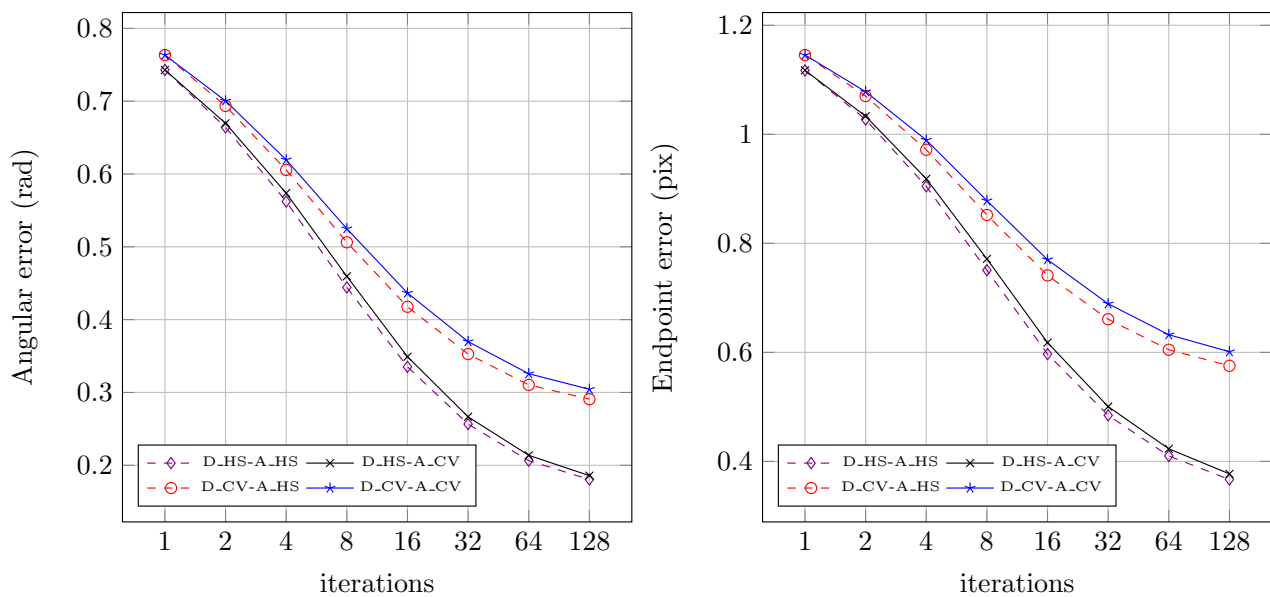 0.8
0.7
0.6
0.5
0.4
0.3
0.2
Angular error (rad)
D_HS-A_HS D_HS-A_CV
D_CV-A_HS D_CV-A_CV
1 2 4 8 16 32 64 128
iterations
1.2
1
0.8
0.6
0.4
Endpoint error (pix)
D_HS-A_HS D_HS-A_CV
D_CV-A_HS D_CV-A_CV
1 2 4 8 16 32 64 128
iterations